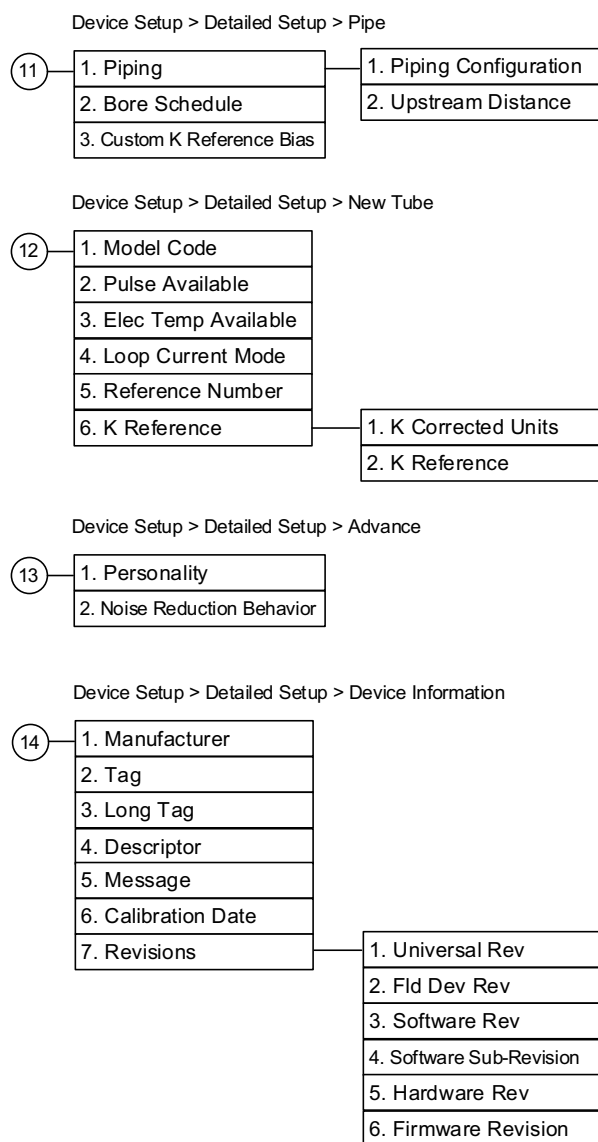 Device Setup > Detailed Setup > Pipe
11
1. Piping
2. Bore Schedule
3. Custom K Reference Bias
1. Piping Configuration
2. Upstream Distance
Device Setup > Detailed Setup > New Tube
12
1. Model Code
2. Pulse Available
3. Elec Temp Available
4. Loop Current Mode
5. Reference Number
6. K Reference
1. K Corrected Units
2. K Reference
Device Setup > Detailed Setup > Advance
13
1. Personality
2. Noise Reduction Behavior
Device Setup > Detailed Setup > Device Information
14
1. Manufacturer
2. Tag
3. Long Tag
4. Descriptor
5. Message
6. Calibration Date
7. Revisions
1. Universal Rev
2. Fld Dev Rev
3. Software Rev
4. Software Sub-Revision
5. Hardware Rev
6. Firmware Revision